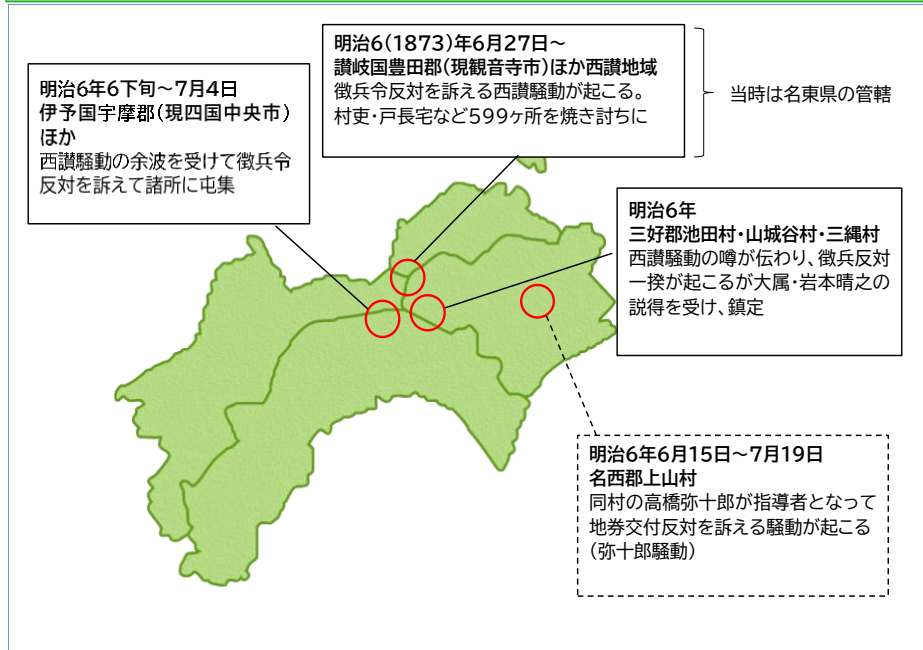 明治6(1873)年6月27日～
讃岐国豊田郡(現観音寺市)ほか西讃地域
徴兵令反対を訴える西讃騒動が起こる。
村吏・戸長宅など599ヶ所を焼き討ちに
当時は名東県の管轄
明治6年6下旬～7月4日
伊予国宇摩郡(現四国中央市)
ほか
西讃騒動の余波を受けて徴兵令
反対を訴えて諸所に屯集
明治6年
三好郡池田村・山城谷村・三縄村
西讃騒動の噂が伝わり、徴兵反対
一揆が起こるが大属・岩本晴之の
説得を受け、鎮定
明治6年6月15日～7月19日
名西郡上山村
同村の高橋弥十郎が指導者となって
地券交付反対を訴える騒動が起こる
(弥十郎騒動)